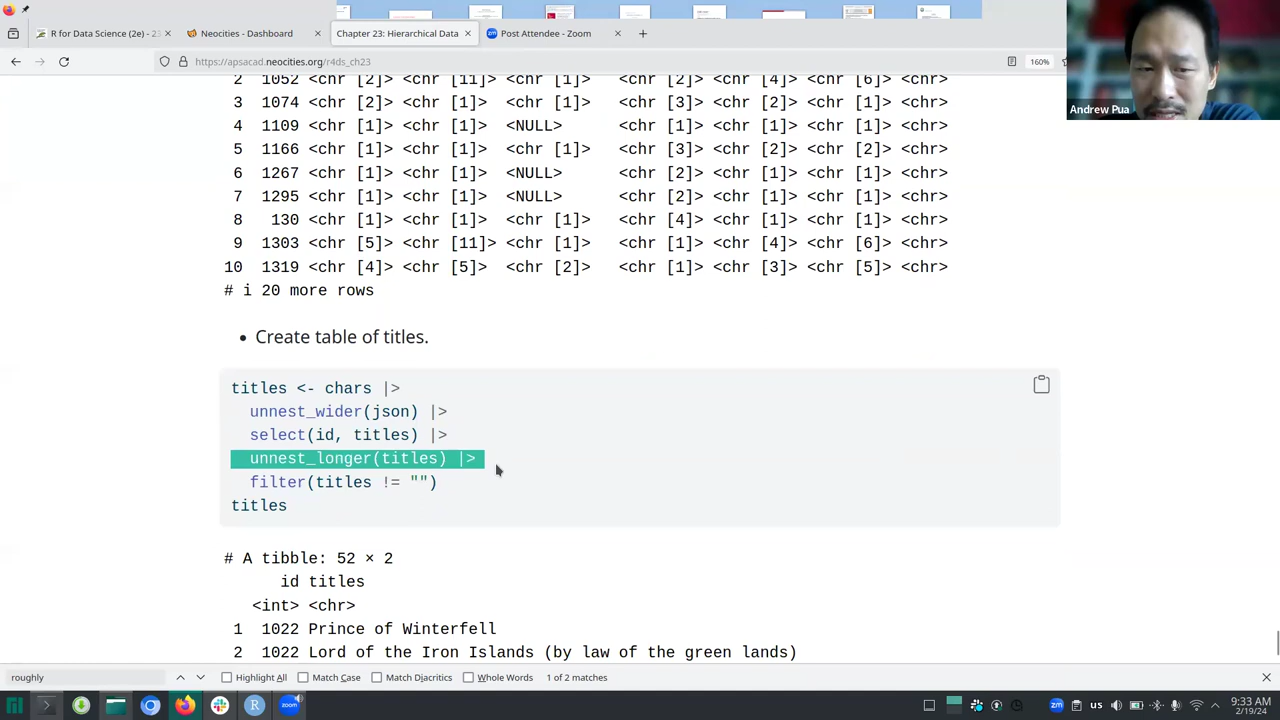 R for Data Science (2e) - 23
Neocities - Dashboard
Chapter 23: Hierarchical Data
Post Attendee - Zoom
https://apsacad.neocities.org/r4ds_ch23
160%
Andrew Pua
2 1052 <chr [2]> <chr [11]> <chr [1]> <chr [2]> <chr [4]> <chr [6]> <chr>
3 1074 <chr [2]> <chr [1]> <chr [1]> <chr [3]> <chr [2]> <chr [1]> <chr>
4 1109 <chr [1]> <chr [1]> <NULL> <chr [1]> <chr [1]> <chr [1]> <chr>
5 1166 <chr [1]> <chr [1]> <chr [1]> <chr [3]> <chr [2]> <chr [2]> <chr>
6 1267 <chr [1]> <chr [1]> <NULL> <chr [2]> <chr [1]> <chr [1]> <chr>
7 1295 <chr [1]> <chr [1]> <NULL> <chr [2]> <chr [1]> <chr [1]> <chr>
8 130 <chr [1]> <chr [1]> <chr [1]> <chr [4]> <chr [1]> <chr [1]> <chr>
9 1303 <chr [5]> <chr [11]> <chr [1]> <chr [1]> <chr [4]> <chr [6]> <chr>
10 1319 <chr [4]> <chr [5]> <chr [2]> <chr [1]> <chr [3]> <chr [5]> <chr>
# i 20 more rows
• Create table of titles.
titles <- chars |>
unnest_wider(json) |>
select(id, titles) |>
unnest_longer(titles) |>
filter(titles != "")
titles
# A tibble: 52 × 2
id titles
<int> <chr>
1 1022 Prince of Winterfell
2 1022 Lord of the Iron Islands (by law of the green lands)
roughly
Highlight All
Match Case
Match Diacritics
Whole Words
1 of 2 matches
us
9:33 AM
2/19/24